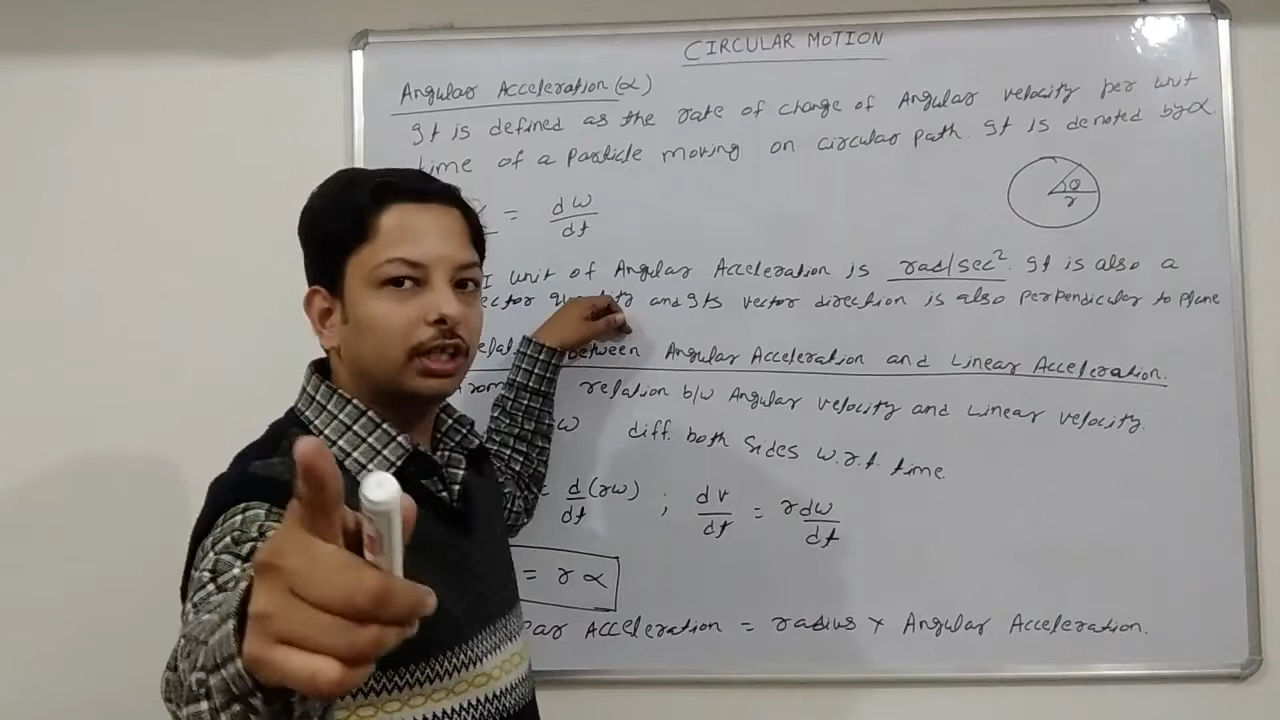 CIRCULAR MOTION
Angular Acceleration (α)
It is defined as the rate of change of Angular velocity per unit
time of a Particle moving on circular path. It is denoted by α.
= dω/dt
I unit of Angular Acceleration is rad/sec². It is also a
ector and Its vector direction is also perpendicular to plane
θ
r
between Angular Acceleration and Linear Acceleration.
rom relation b/w Angular velocity and Linear velocity.
ω diff. both sides w.r.t. time.
= d/dt (rω) ; dv/dt = r dω/dt
= r α
ear Acceleration = radius × Angular Acceleration.